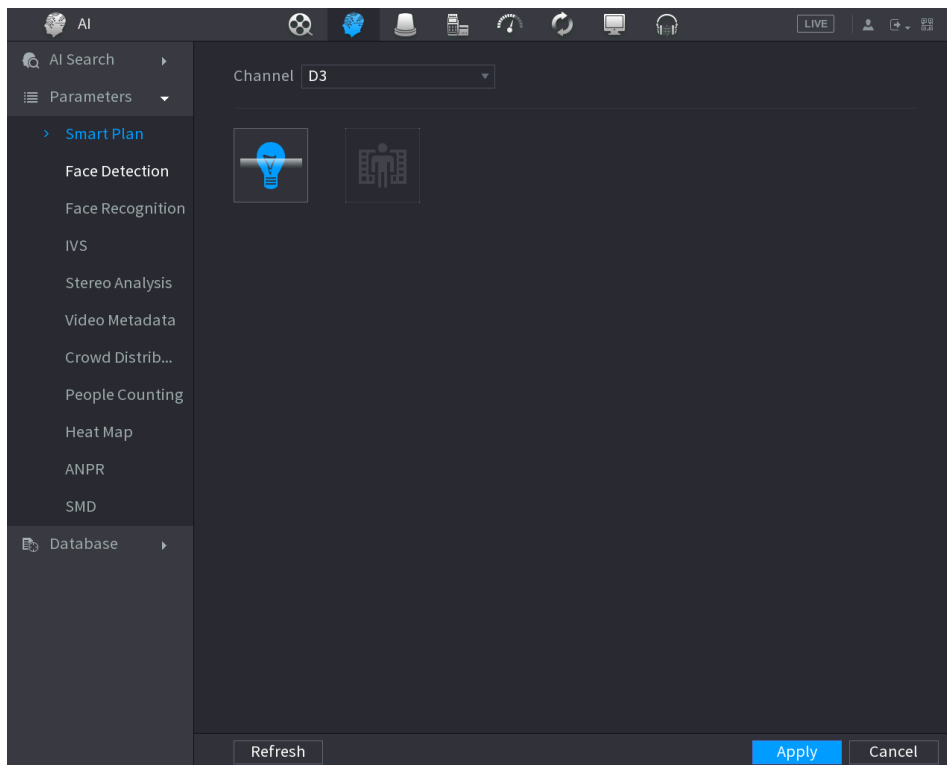 AI
LIVE
AI Search
Parameters
Smart Plan
Face Detection
Face Recognition
IVS
Stereo Analysis
Video Metadata
Crowd Distrib...
People Counting
Heat Map
ANPR
SMD
Database
Channel D3
Refresh
Apply
Cancel